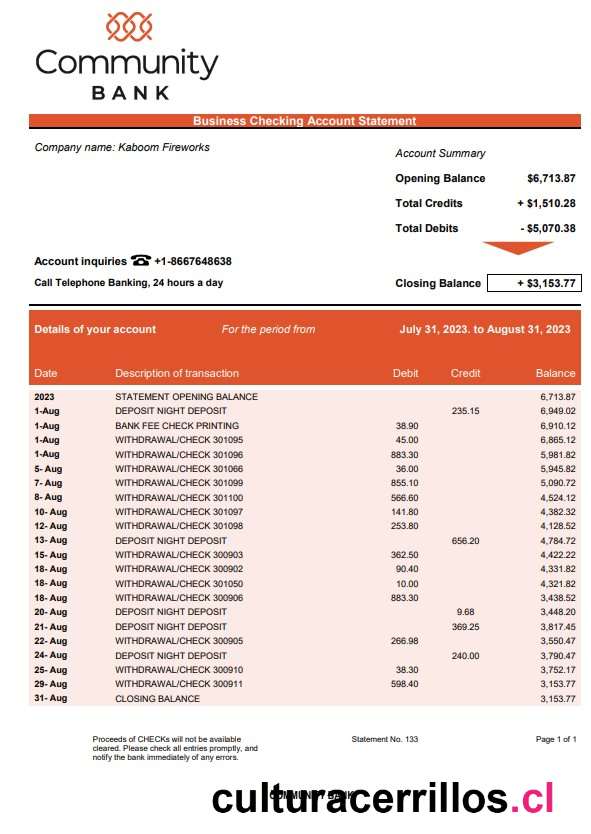 Community
BANK
Business Checking Account Statement
Company name: Kaboom Fireworks
Account Summary
Opening Balance $6,713.87
Total Credits + $1,510.28
Total Debits - $5,070.38
Account inquiries ☎ +1-8667648638
Call Telephone Banking, 24 hours a day
Closing Balance + $3,153.77
Details of your account For the period from July 31, 2023. to August 31, 2023
Date Description of transaction Debit Credit Balance
2023 STATEMENT OPENING BALANCE 6,713.87
1-Aug DEPOSIT NIGHT DEPOSIT 235.15 6,949.02
1-Aug BANK FEE CHECK PRINTING 38.90 6,910.12
1-Aug WITHDRAWAL/CHECK 301095 45.00 6,865.12
1-Aug WITHDRAWAL/CHECK 301096 883.30 5,981.82
5- Aug WITHDRAWAL/CHECK 301066 36.00 5,945.82
7- Aug WITHDRAWAL/CHECK 301099 855.10 5,090.72
8- Aug WITHDRAWAL/CHECK 301100 566.60 4,524.12
10- Aug WITHDRAWAL/CHECK 301097 141.80 4,382.32
12- Aug WITHDRAWAL/CHECK 301098 253.80 4,128.52
13- Aug DEPOSIT NIGHT DEPOSIT 656.20 4,784.72
15- Aug WITHDRAWAL/CHECK 300903 362.50 4,422.22
18- Aug WITHDRAWAL/CHECK 300902 90.40 4,331.82
18- Aug WITHDRAWAL/CHECK 301050 10.00 4,321.82
18- Aug WITHDRAWAL/CHECK 300906 883.30 3,438.52
20- Aug DEPOSIT NIGHT DEPOSIT 9.68 3,448.20
21- Aug DEPOSIT NIGHT DEPOSIT 369.25 3,817.45
22- Aug WITHDRAWAL/CHECK 300905 266.98 3,550.47
24- Aug DEPOSIT NIGHT DEPOSIT 240.00 3,790.47
25- Aug WITHDRAWAL/CHECK 300910 38.30 3,752.17
29- Aug WITHDRAWAL/CHECK 300911 598.40 3,153.77
31- Aug CLOSING BALANCE 3,153.77
Proceeds of CHECKs will not be available
cleared. Please check all entries promptly, and
notify the bank immediately of any errors.
Statement No. 133
Page 1 of 1
COMMUNITY BANK
culturacerrillos.cl